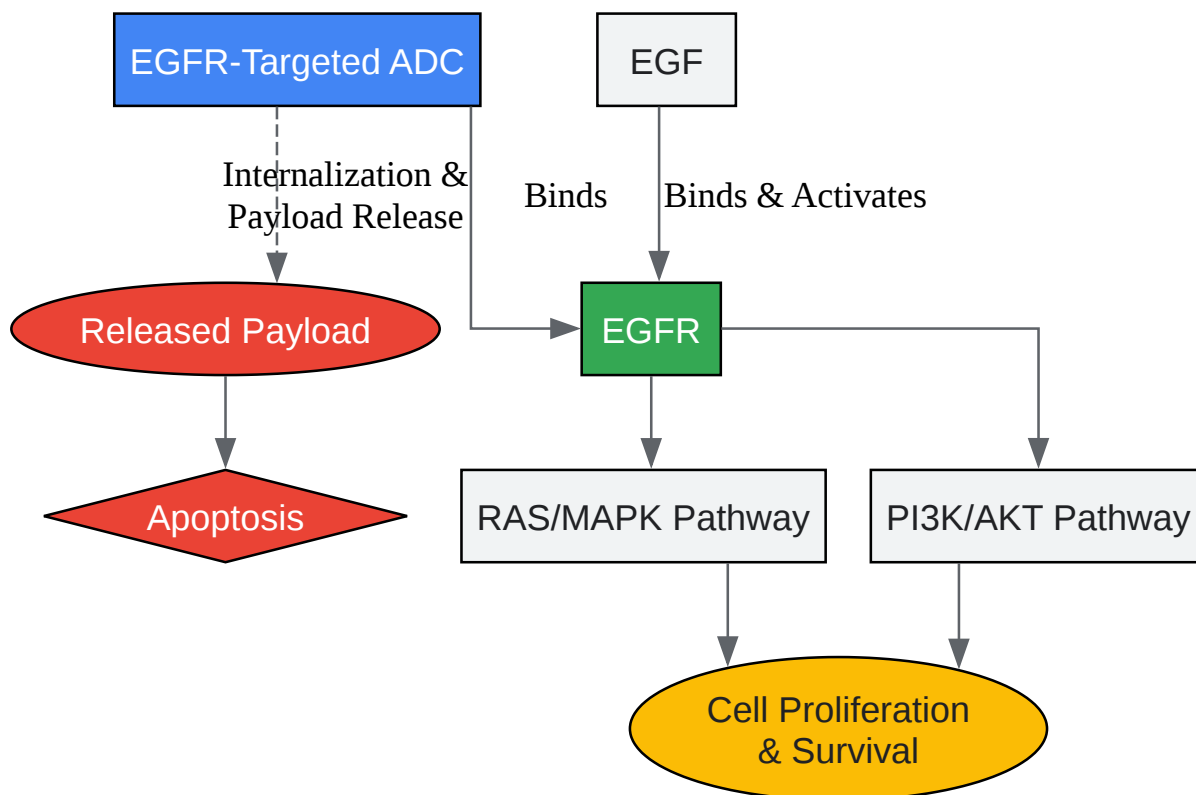 EGFR-Targeted ADC
EGF
Internalization &
Payload Release
Binds
Binds & Activates
Released Payload
EGFR
Apoptosis
RAS/MAPK Pathway
PI3K/AKT Pathway
Cell Proliferation
& Survival